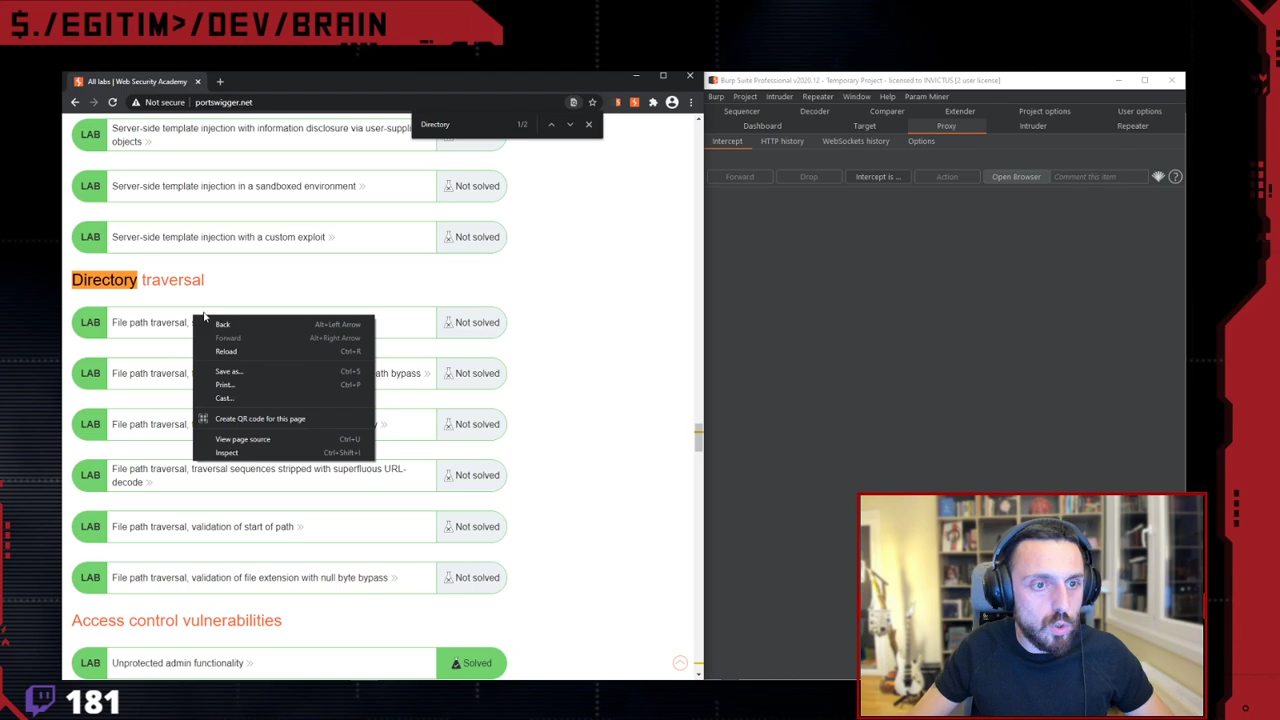 $./EGITIM>/DEV/BRAIN
All labs | Web Security Academy
Not secure | portswigger.net
Directory 1/2
LAB Server-side template injection with information disclosure via user-suppli
objects
LAB Server-side template injection in a sandboxed environment Not solved
LAB Server-side template injection with a custom exploit Not solved
Directory traversal
LAB File path traversal, Not solved
Back Alt+Left Arrow
Forward Alt+Right Arrow
Reload Ctrl+R
LAB File path traversal, ath bypass Not solved
Save as... Ctrl+S
Print... Ctrl+P
Cast...
Create QR code for this page
LAB File path traversal, Not solved
View page source Ctrl+U
Inspect Ctrl+Shift+I
LAB File path traversal, traversal sequences stripped with superfluous URL-
decode Not solved
LAB File path traversal, validation of start of path Not solved
LAB File path traversal, validation of file extension with null byte bypass Not solved
Access control vulnerabilities
LAB Unprotected admin functionality Solved
Burp Suite Professional v2020.12 - Temporary Project - licensed to INVICTUS [2 user license]
Burp Project Intruder Repeater Window Help Param Miner
Sequencer Decoder Comparer Extender Project options User options
Dashboard Target Proxy Intruder Repeater
Intercept HTTP history WebSockets history Options
Forward Drop Intercept is ... Action Open Browser Comment this item
181